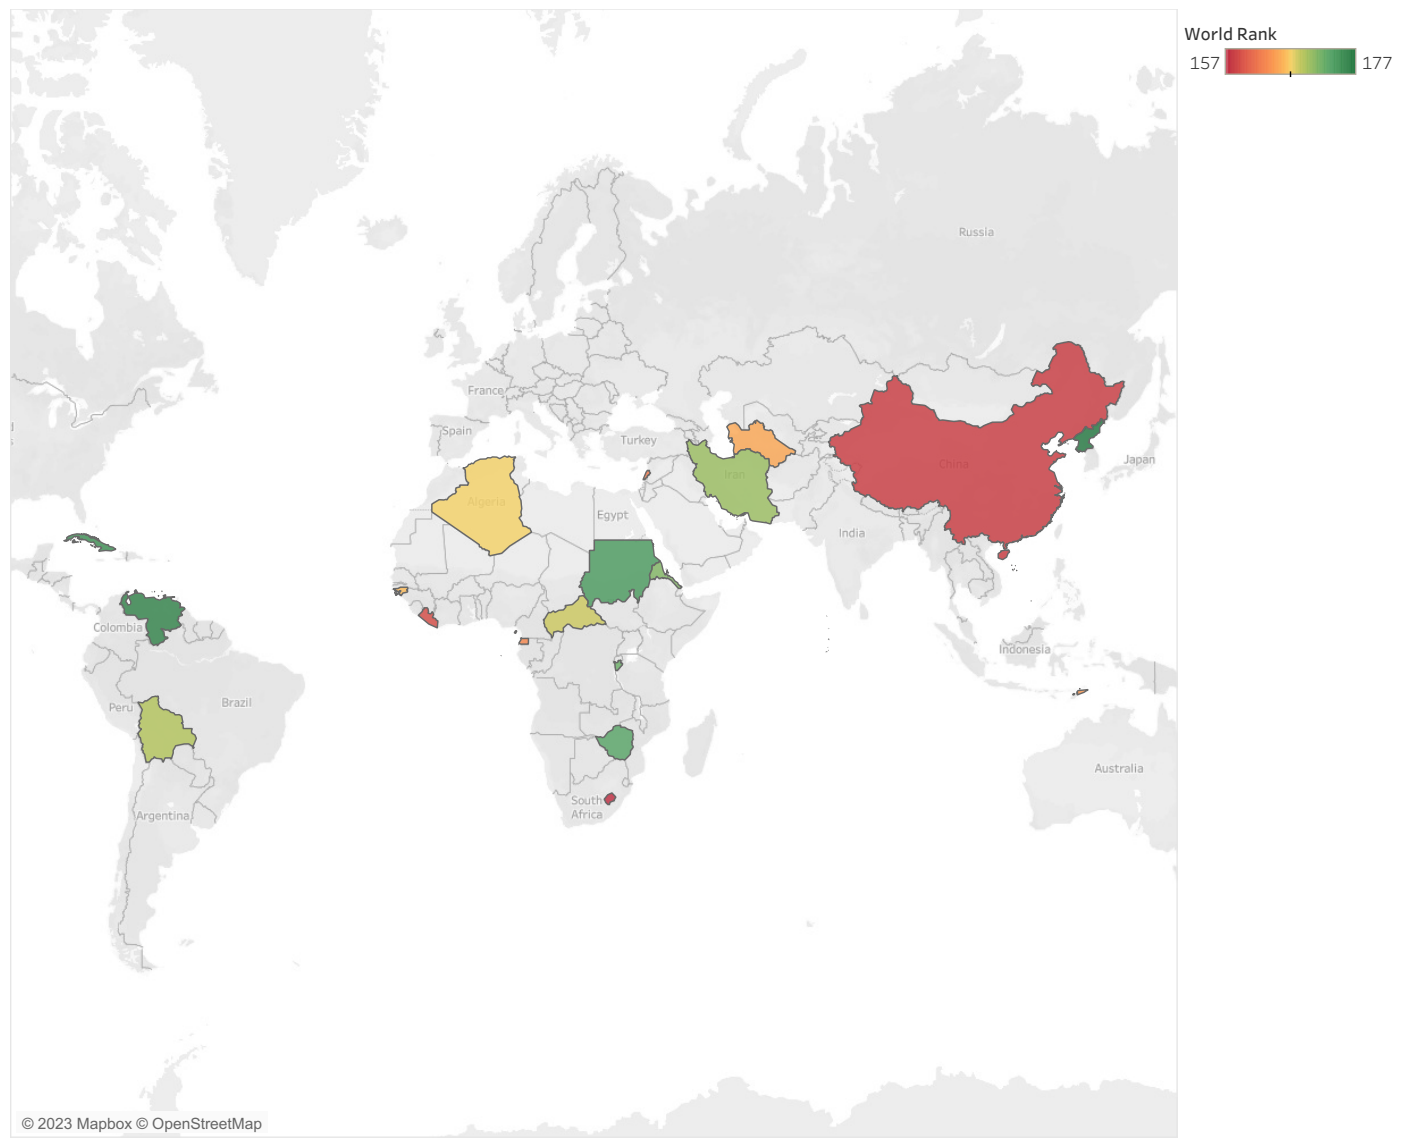 World Rank
157
177
Russia
France
Spain
Turkey
Iran
China
Japan
Algeria
Egypt
India
Colombia
Indonesia
Peru
Brazil
Australia
South
Africa
Argentina
© 2023 Mapbox © OpenStreetMap